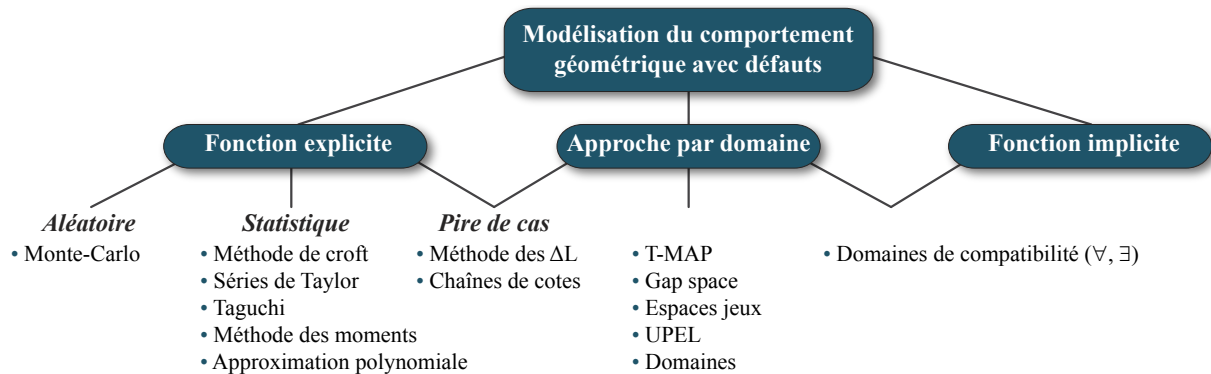 Modélisation du comportement
géométrique avec défauts
Fonction explicite
Approche par domaine
Fonction implicite
Aléatoire
• Monte-Carlo
Statistique
• Méthode de croft
• Séries de Taylor
• Taguchi
• Méthode des moments
• Approximation polynomiale
Pire de cas
• Méthode des ΔL
• Chaînes de cotes
• T-MAP
• Gap space
• Espaces jeux
• UPEL
• Domaines
• Domaines de compatibilité (∀, ∃)